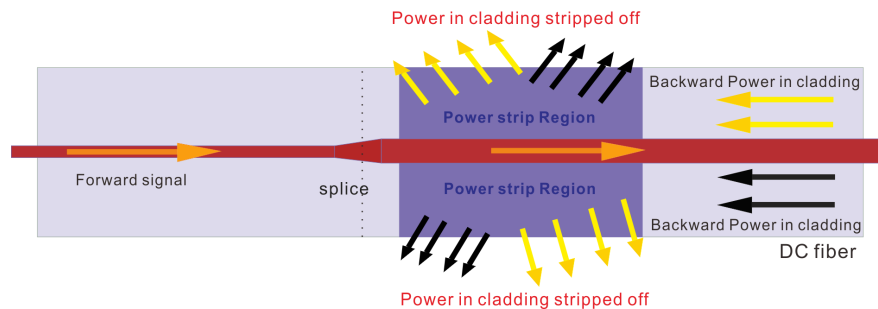 Power in cladding stripped off
Backward Power in cladding
Power strip Region
Forward signal
splice
Power strip Region
Backward Power in cladding
DC fiber
Power in cladding stripped off